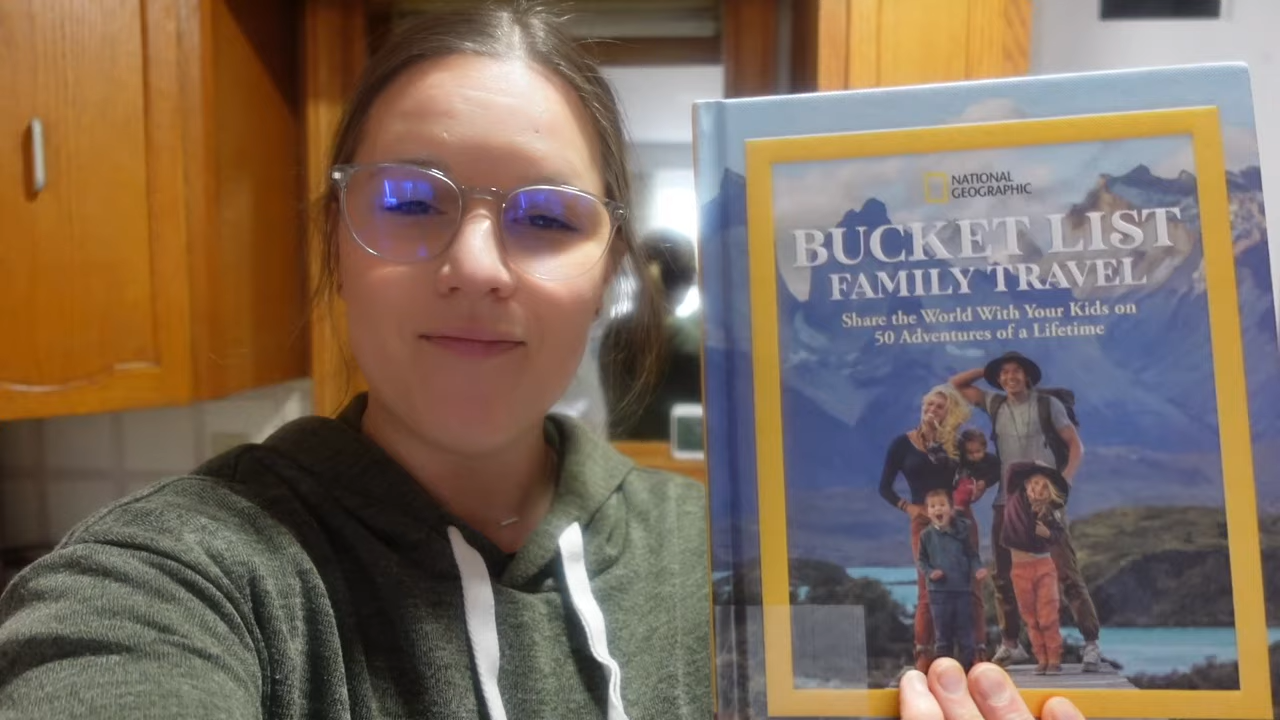 NATIONAL
GEOGRAPHIC
BUCKET LIST
FAMILY TRAVEL
Share the World With Your Kids on
50 Adventures of a Lifetime